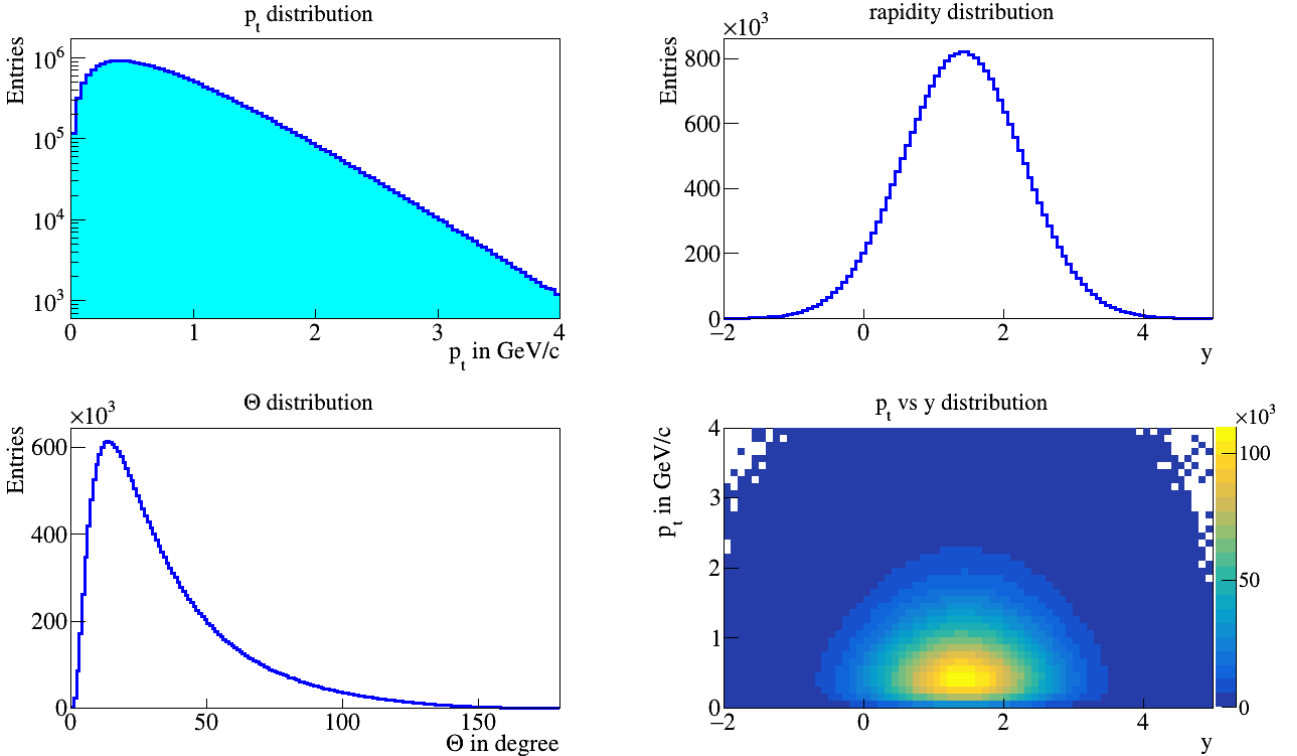 p_t distribution
Entries
10^6
10^5
10^4
10^3
0 1 2 3 4
p_t in GeV/c
rapidity distribution
×10^3
Entries
800
600
400
200
0
−2 0 2 4
y
Θ distribution
×10^3
Entries
600
400
200
0
0 50 100 150
Θ in degree
p_t vs y distribution
p_t in GeV/c
4
3
2
1
0
−2 0 2 4
y
×10^3
100
50
0